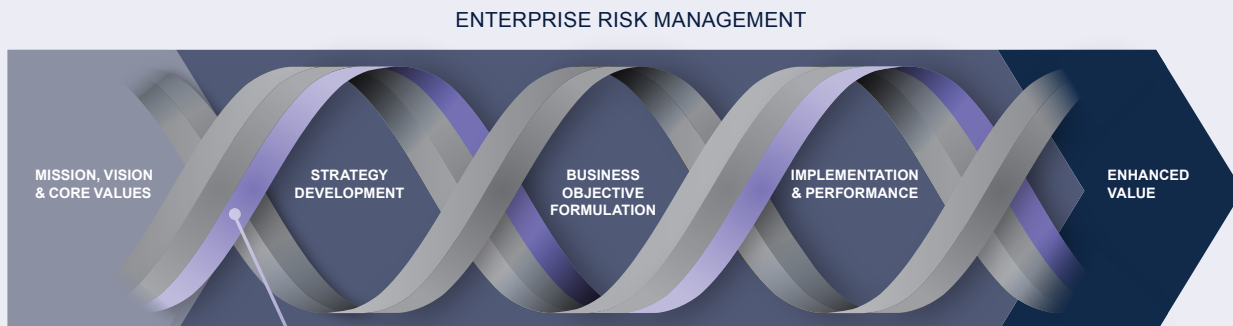 ENTERPRISE RISK MANAGEMENT
MISSION, VISION
& CORE VALUES
STRATEGY
DEVELOPMENT
BUSINESS
OBJECTIVE
FORMULATION
IMPLEMENTATION
& PERFORMANCE
ENHANCED
VALUE